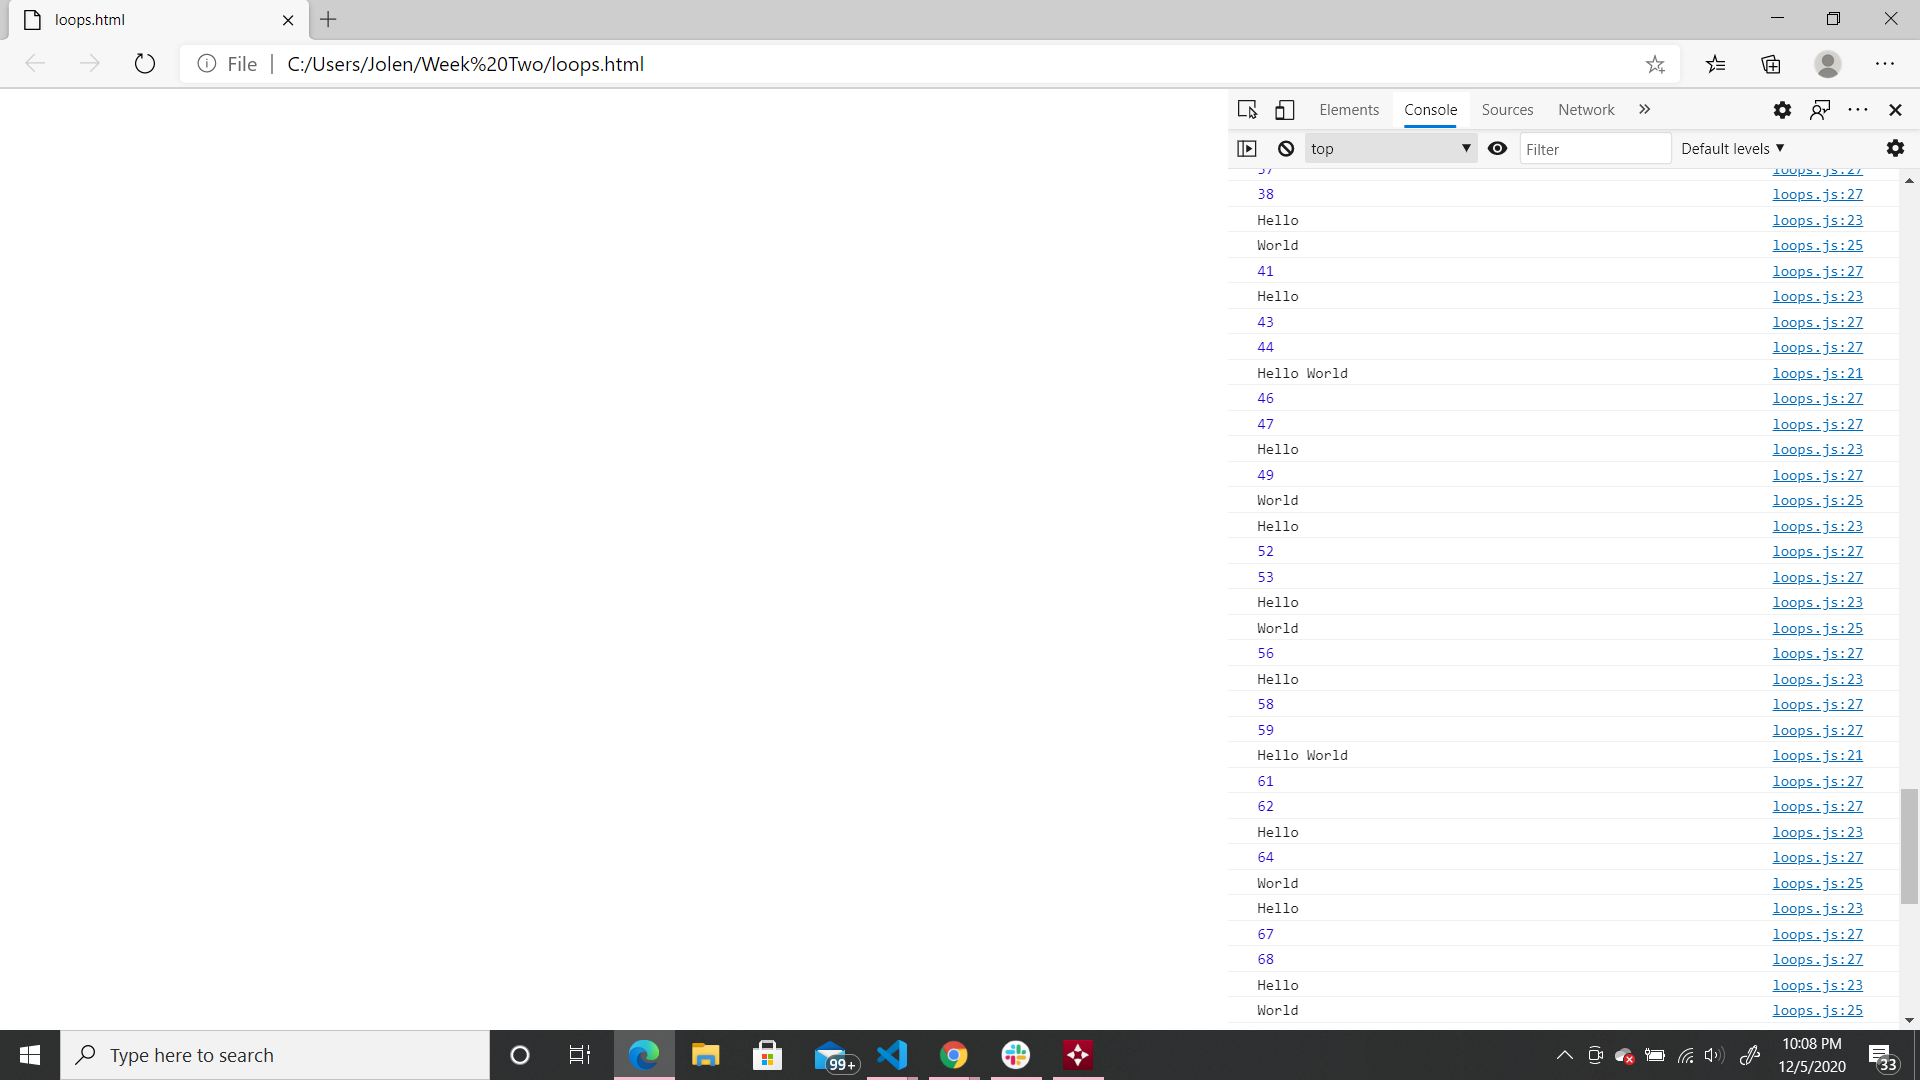 loops.html
File | C:/Users/Jolen/Week%20Two/loops.html
Elements Console Sources Network
top Filter Default levels
37 loops.js:27
38 loops.js:27
Hello loops.js:23
World loops.js:25
41 loops.js:27
Hello loops.js:23
43 loops.js:27
44 loops.js:27
Hello World loops.js:21
46 loops.js:27
47 loops.js:27
Hello loops.js:23
49 loops.js:27
World loops.js:25
Hello loops.js:23
52 loops.js:27
53 loops.js:27
Hello loops.js:23
World loops.js:25
56 loops.js:27
Hello loops.js:23
58 loops.js:27
59 loops.js:27
Hello World loops.js:21
61 loops.js:27
62 loops.js:27
Hello loops.js:23
64 loops.js:27
World loops.js:25
Hello loops.js:23
67 loops.js:27
68 loops.js:27
Hello loops.js:23
World loops.js:25
Type here to search
99+
10:08 PM
12/5/2020
33